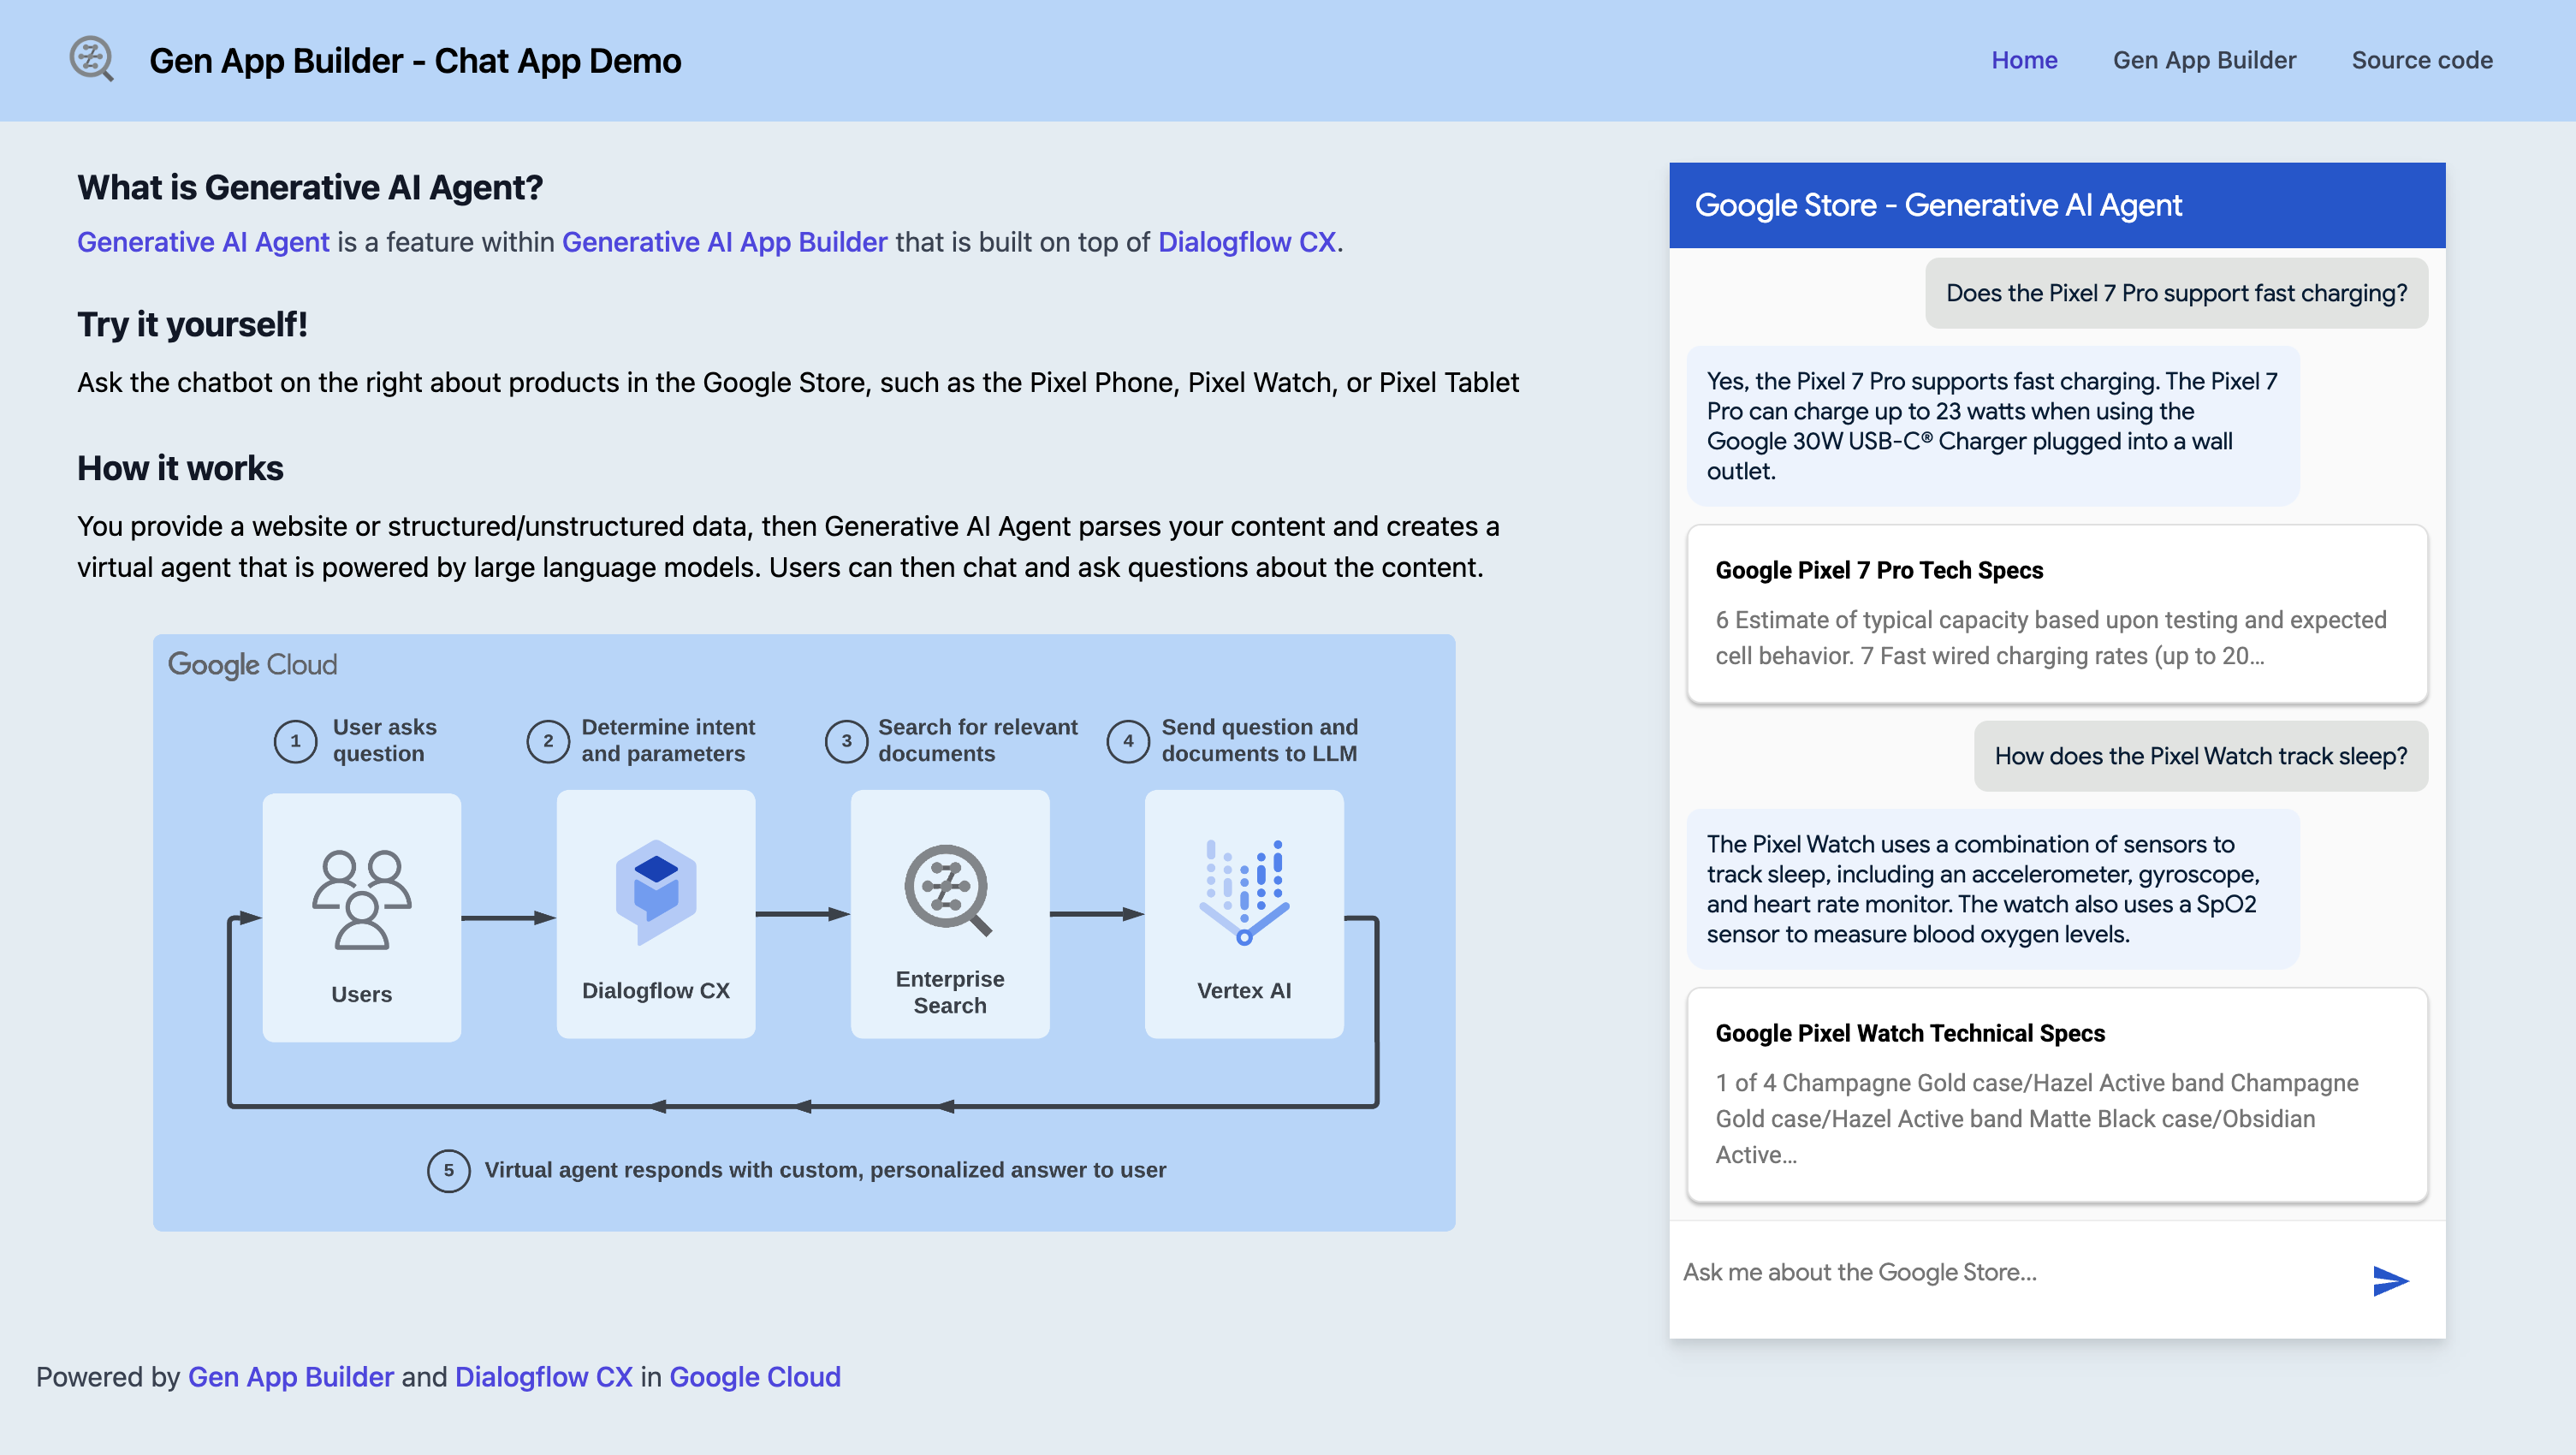 Gen App Builder - Chat App Demo
Home
Gen App Builder
Source code
What is Generative AI Agent?
Generative AI Agent is a feature within Generative AI App Builder that is built on top of Dialogflow CX.
Try it yourself!
Ask the chatbot on the right about products in the Google Store, such as the Pixel Phone, Pixel Watch, or Pixel Tablet
How it works
You provide a website or structured/unstructured data, then Generative AI Agent parses your content and creates a
virtual agent that is powered by large language models. Users can then chat and ask questions about the content.
Google Cloud
1
User asks
question
2
Determine intent
and parameters
3
Search for relevant
documents
4
Send question and
documents to LLM
Users
Dialogflow CX
Enterprise
Search
Vertex AI
5
Virtual agent responds with custom, personalized answer to user
Google Store - Generative AI Agent
Does the Pixel 7 Pro support fast charging?
Yes, the Pixel 7 Pro supports fast charging. The Pixel 7
Pro can charge up to 23 watts when using the
Google 30W USB-C® Charger plugged into a wall
outlet.
Google Pixel 7 Pro Tech Specs
6 Estimate of typical capacity based upon testing and expected
cell behavior. 7 Fast wired charging rates (up to 20...
How does the Pixel Watch track sleep?
The Pixel Watch uses a combination of sensors to
track sleep, including an accelerometer, gyroscope,
and heart rate monitor. The watch also uses a SpO2
sensor to measure blood oxygen levels.
Google Pixel Watch Technical Specs
1 of 4 Champagne Gold case/Hazel Active band Champagne
Gold case/Hazel Active band Matte Black case/Obsidian
Active...
Ask me about the Google Store...
Powered by Gen App Builder and Dialogflow CX in Google Cloud